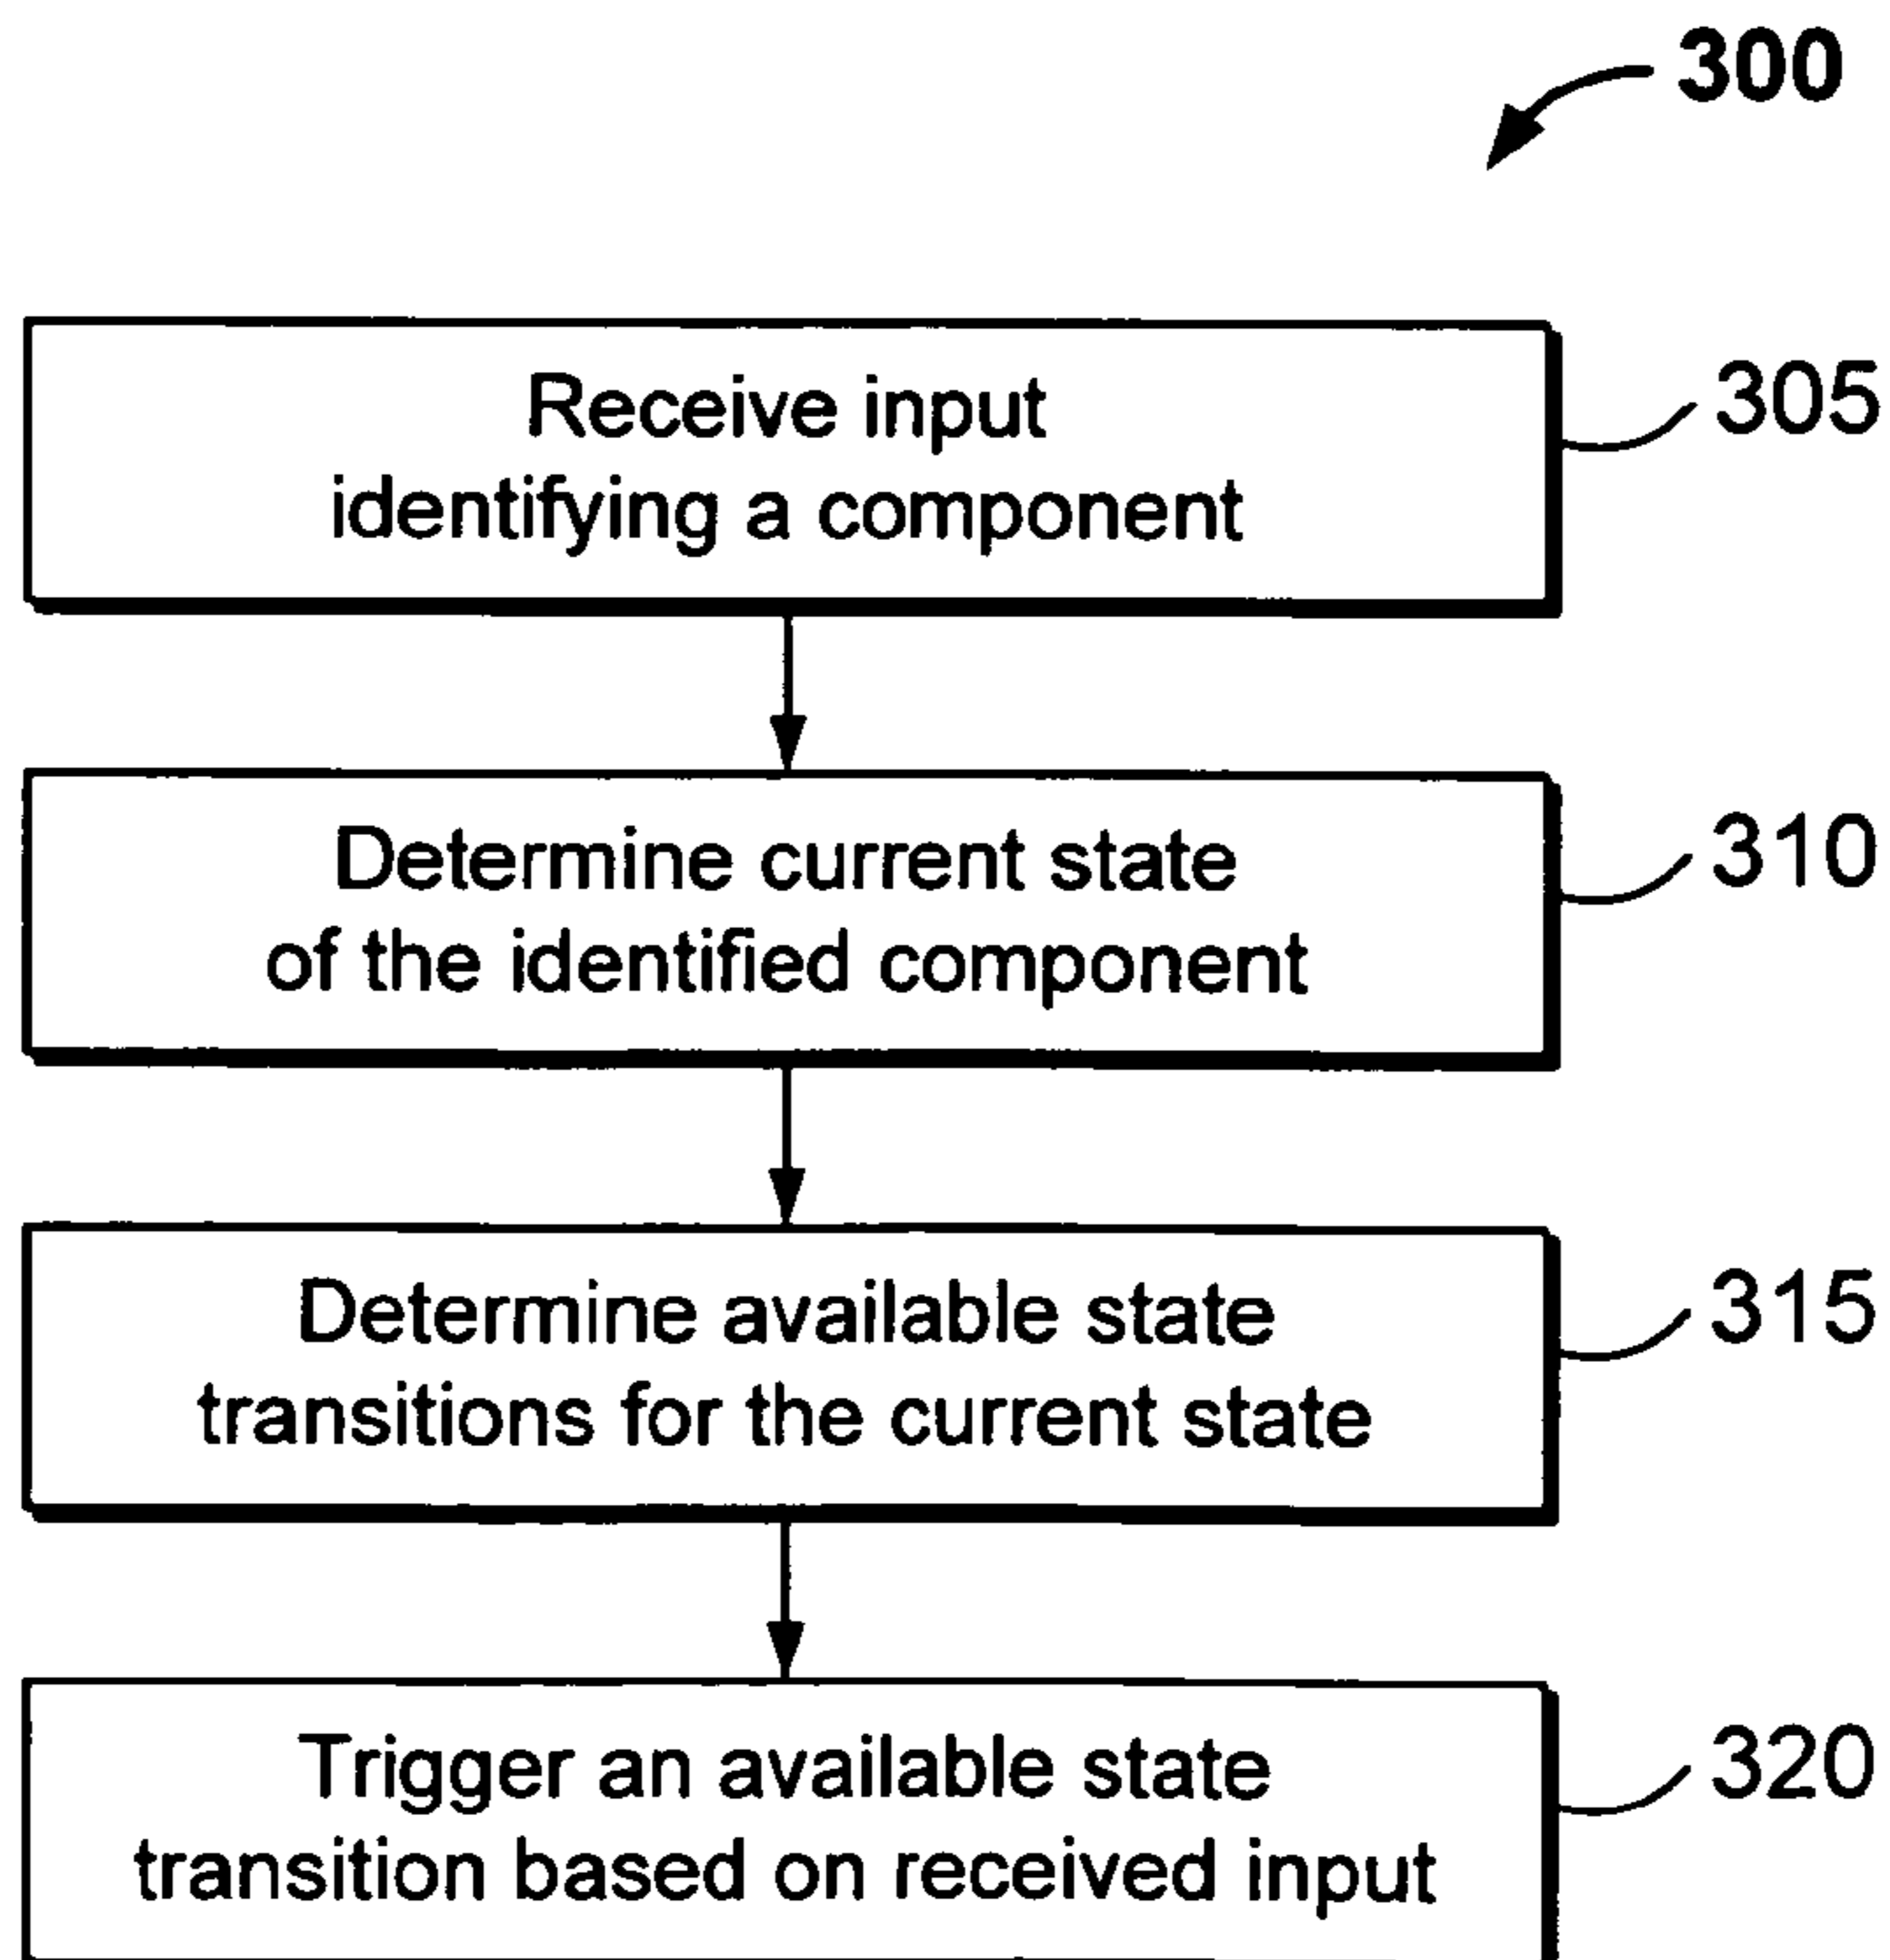 300
Receive input
identifying a component
305
Determine current state
of the identified component
310
Determine available state
transitions for the current state
315
Trigger an available state
transition based on received input
320